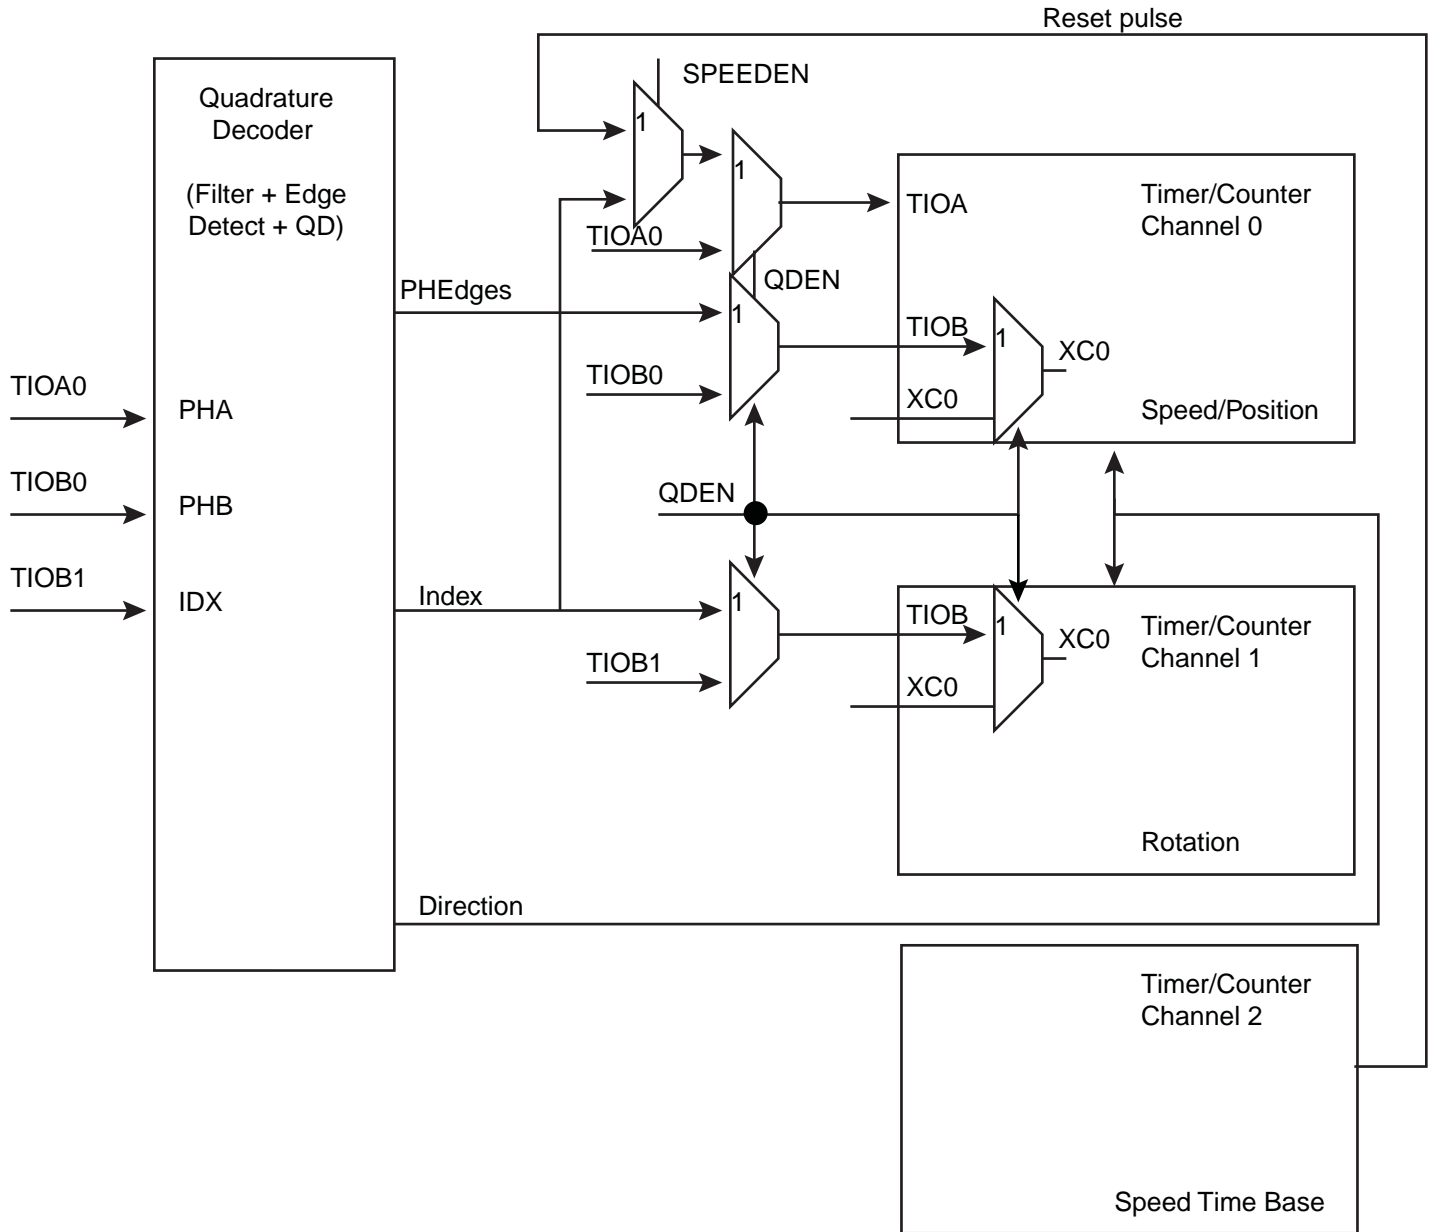 Reset pulse
SPEEDEN
Quadrature
Decoder
(Filter + Edge
Detect + QD)
1
1
TIOA0
TIOA
Timer/Counter
Channel 0
QDEN
PHEdges
1
TIOB
1
XC0
TIOB0
XC0
Speed/Position
TIOA0
PHA
TIOB0
PHB
QDEN
TIOB1
IDX
Index
1
TIOB
1
XC0
Timer/Counter
Channel 1
TIOB1
XC0
Rotation
Direction
Timer/Counter
Channel 2
Speed Time Base